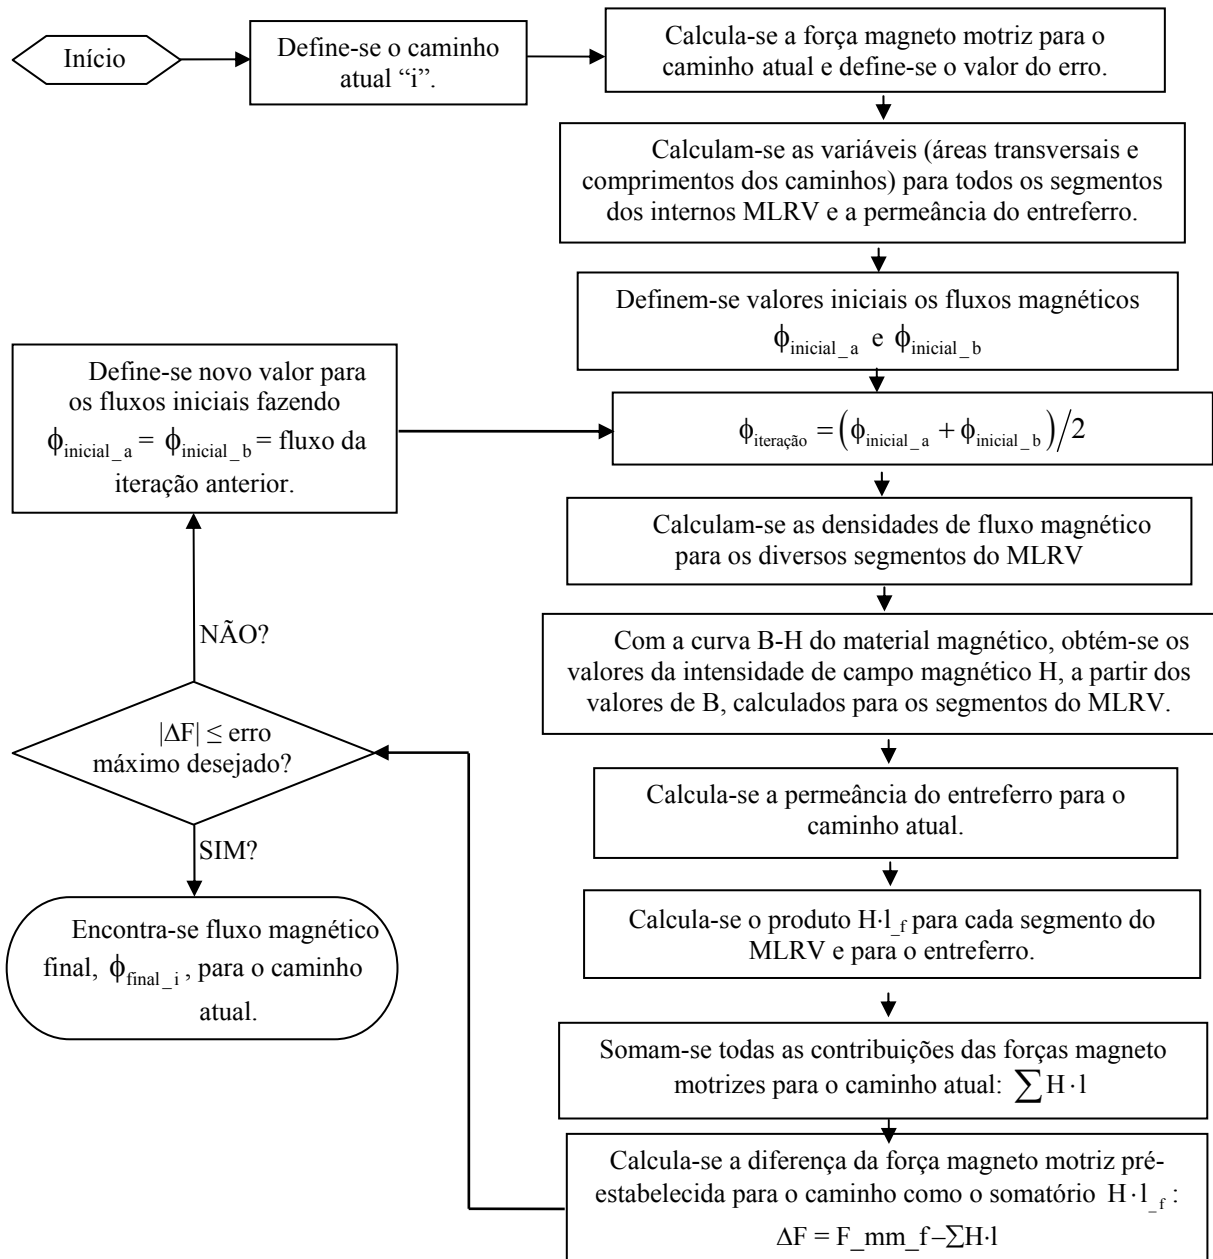 Início
Define-se o caminho
atual “i”.
Calcula-se a força magneto motriz para o
caminho atual e define-se o valor do erro.
Calculam-se as variáveis (áreas transversais e
comprimentos dos caminhos) para todos os segmentos
dos internos MLRV e a permeância do entreferro.
Definem-se valores iniciais os fluxos magnéticos
ϕinicial_a e ϕinicial_b
Define-se novo valor para
os fluxos iniciais fazendo
ϕinicial_a = ϕinicial_b = fluxo da
iteração anterior.
ϕiteração = (ϕinicial_a + ϕinicial_b)/2
Calculam-se as densidades de fluxo magnético
para os diversos segmentos do MLRV
Com a curva B-H do material magnético, obtém-se os
valores da intensidade de campo magnético H, a partir dos
valores de B, calculados para os segmentos do MLRV.
NÃO?
|ΔF| ≤ erro
máximo desejado?
SIM?
Calcula-se a permeância do entreferro para o
caminho atual.
Calcula-se o produto H·l_f para cada segmento do
MLRV e para o entreferro.
Encontra-se fluxo magnético
final, ϕfinal_i, para o caminho
atual.
Somam-se todas as contribuições das forças magneto
motrizes para o caminho atual: ∑H·l
Calcula-se a diferença da força magneto motriz pré-
estabelecida para o caminho como o somatório H·l_f :
ΔF = F_mm_f–∑H·l